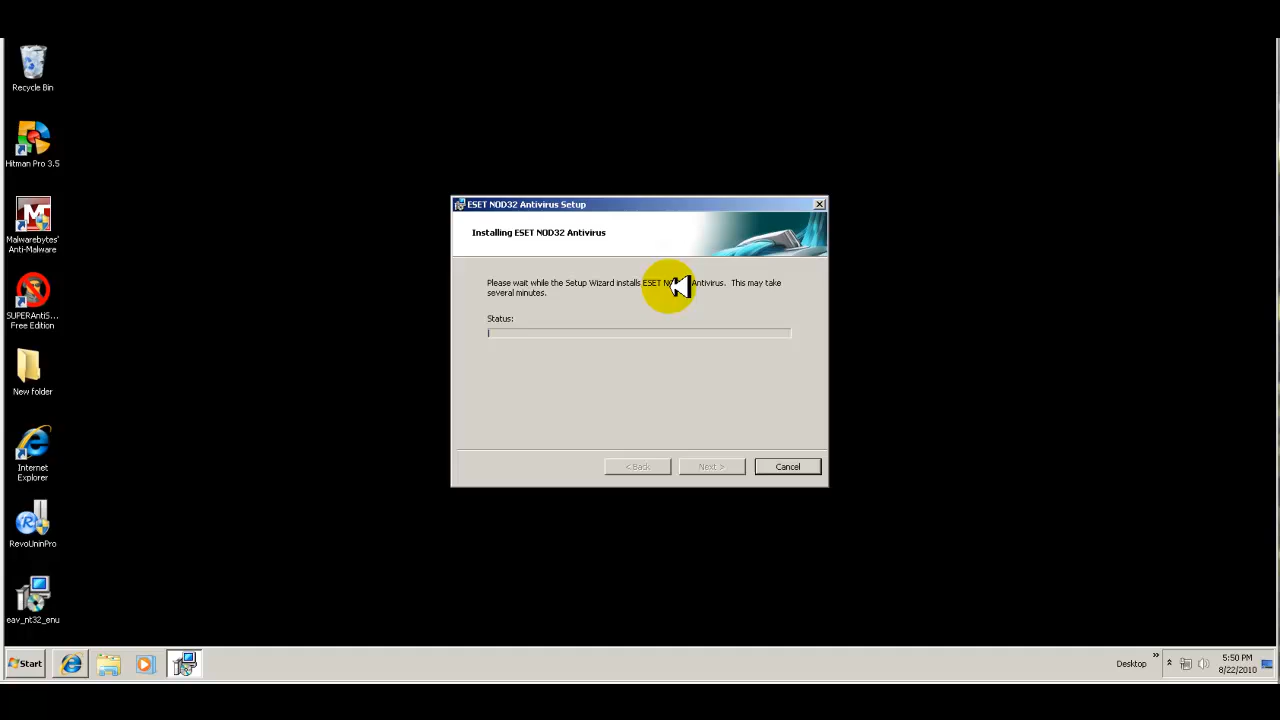 Recycle Bin
Hitman Pro 3.5
Malwarebytes'
Anti-Malware
SUPERAntiS...
Free Edition
New folder
Internet
Explorer
RevoUninPro
eav_nt32_enu
ESET NOD32 Antivirus Setup
Installing ESET NOD32 Antivirus
Please wait while the Setup Wizard installs ESET Antivirus. This may take
several minutes.
Status:
< Back
Next >
Cancel
Start
Desktop
5:50 PM
8/22/2010